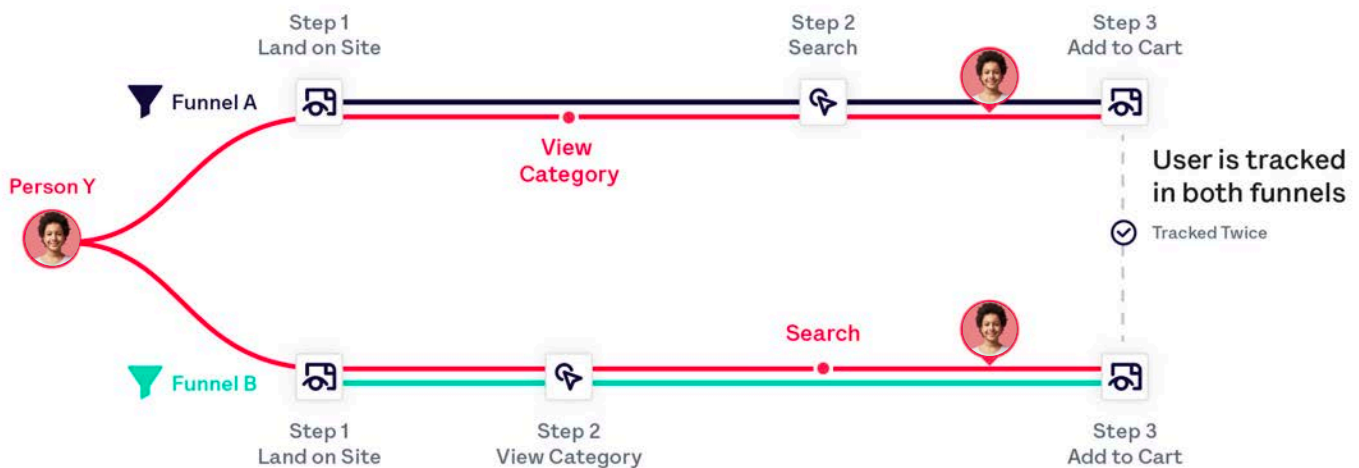 Step 1
Land on Site
Step 2
Search
Step 3
Add to Cart
Funnel A
View
Category
Person Y
User is tracked
in both funnels
Tracked Twice
Search
Funnel B
Step 1
Land on Site
Step 2
View Category
Step 3
Add to Cart